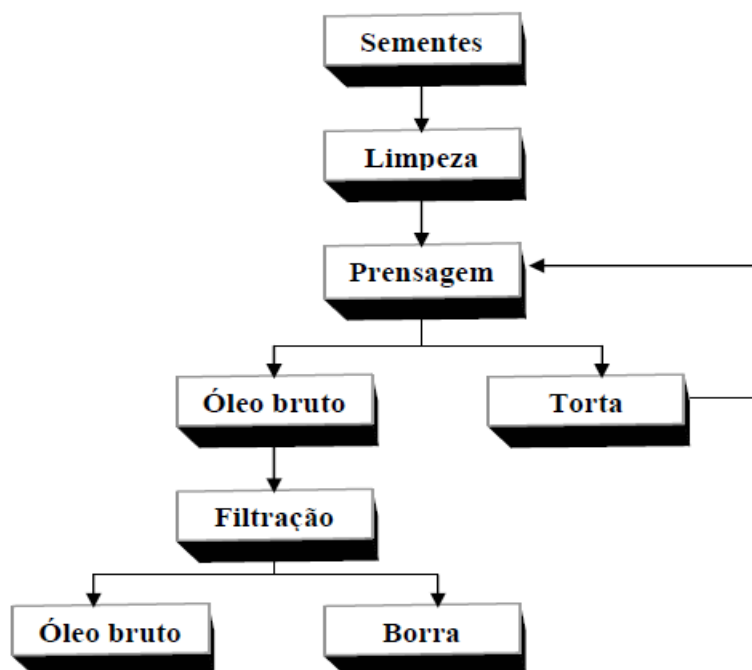 Sementes
Limpeza
Prensagem
Óleo bruto
Torta
Filtração
Óleo bruto
Borra